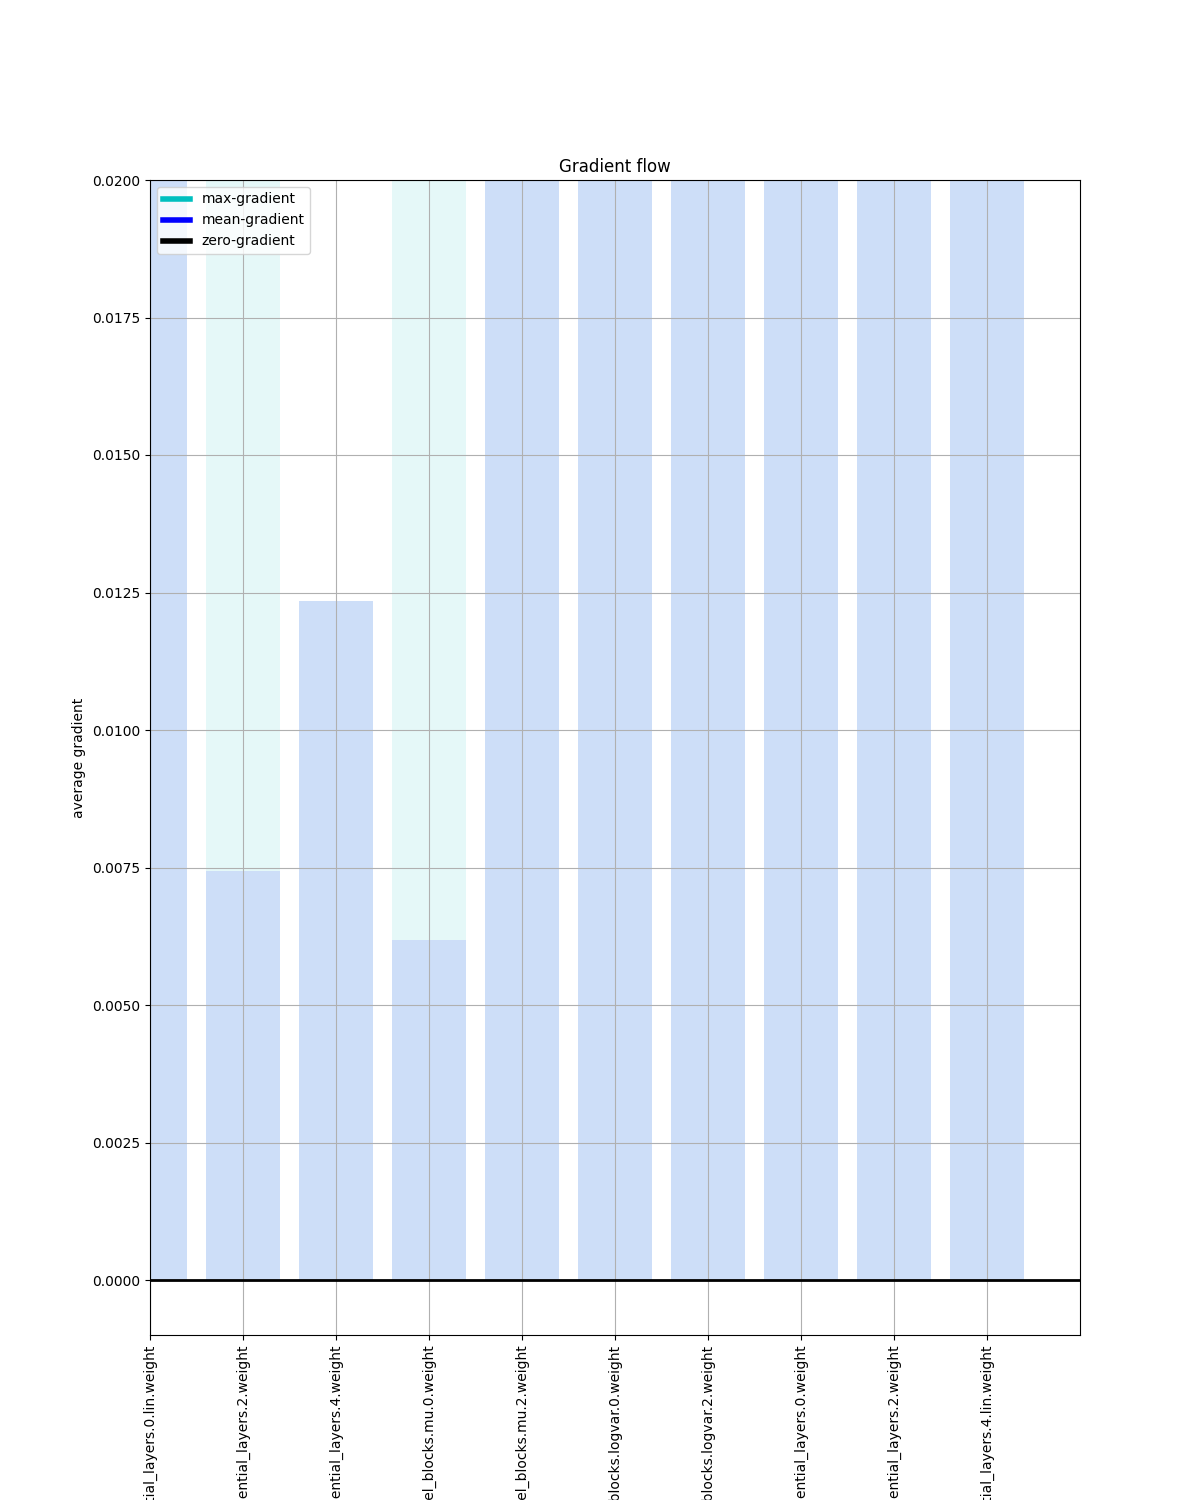 Gradient flow
max-gradient
mean-gradient
zero-gradient
0.0200
0.0175
0.0150
0.0125
0.0100
0.0075
0.0050
0.0025
0.0000
average gradient
tial_layers.0.lin.weight
ential_layers.2.weight
ential_layers.4.weight
el_blocks.mu.0.weight
el_blocks.mu.2.weight
blocks.logvar.0.weight
blocks.logvar.2.weight
ential_layers.0.weight
ential_layers.2.weight
tial_layers.4.lin.weight